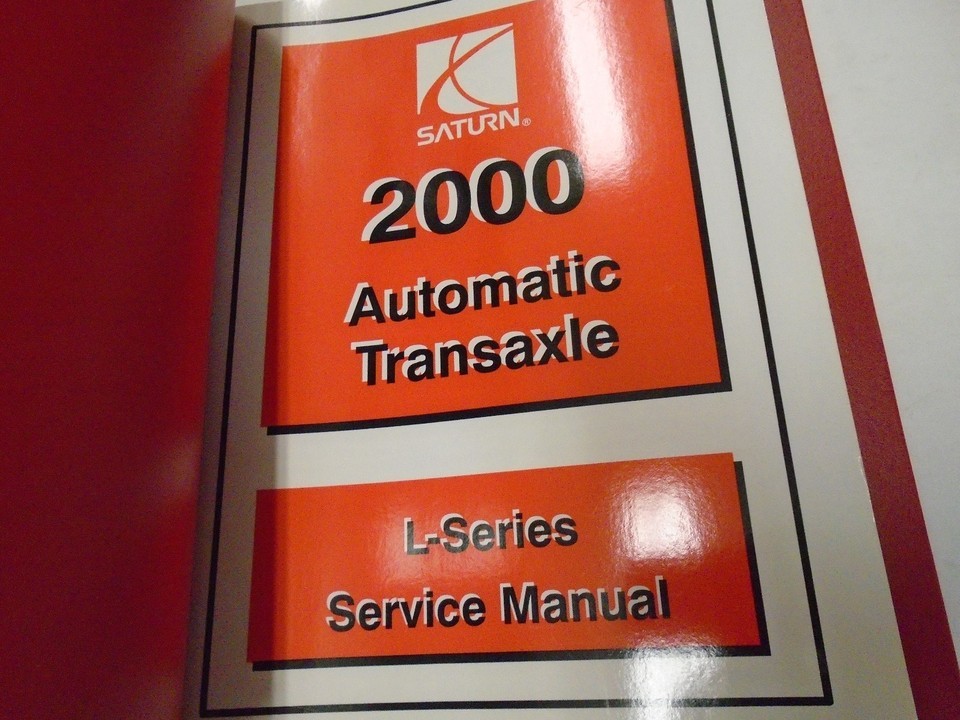 SATURN®
2000
Automatic
Transaxle
L-Series
Service Manual